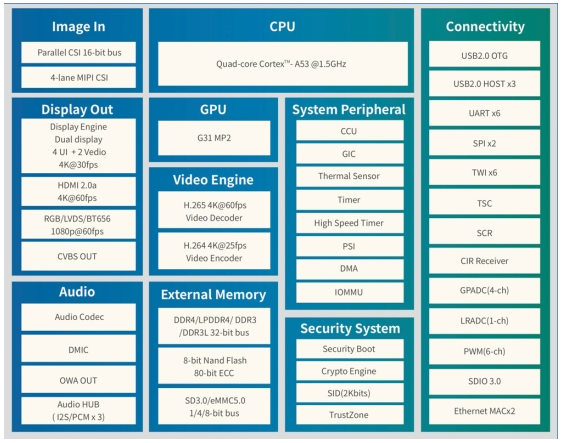 Image In
Parallel CSI 16-bit bus
4-lane MIPI CSI
CPU
Quad-core Cortex™- A53 @1.5GHz
Connectivity
USB2.0 OTG
USB2.0 HOST x3
UART x6
SPI x2
TWI x6
TSC
SCR
CIR Receiver
GPADC(4-ch)
LRADC(1-ch)
PWM(6-ch)
SDIO 3.0
Ethernet MACx2
Display Out
Display Engine
Dual display
4 UI + 2 Vedio
4K@30fps
HDMI 2.0a
4K@60fps
RGB/LVDS/BT656
1080p@60fps
CVBS OUT
GPU
G31 MP2
Video Engine
H.265 4K@60fps
Video Decoder
H.264 4K@25fps
Video Encoder
System Peripheral
CCU
GIC
Thermal Sensor
Timer
High Speed Timer
PSI
DMA
IOMMU
Audio
Audio Codec
DMIC
OWA OUT
Audio HUB
( I2S/PCM x 3)
External Memory
DDR4/LPDDR4/ DDR3
/DDR3L 32-bit bus
8-bit Nand Flash
80-bit ECC
SD3.0/eMMC5.0
1/4/8-bit bus
Security System
Security Boot
Crypto Engine
SID(2Kbits)
TrustZone